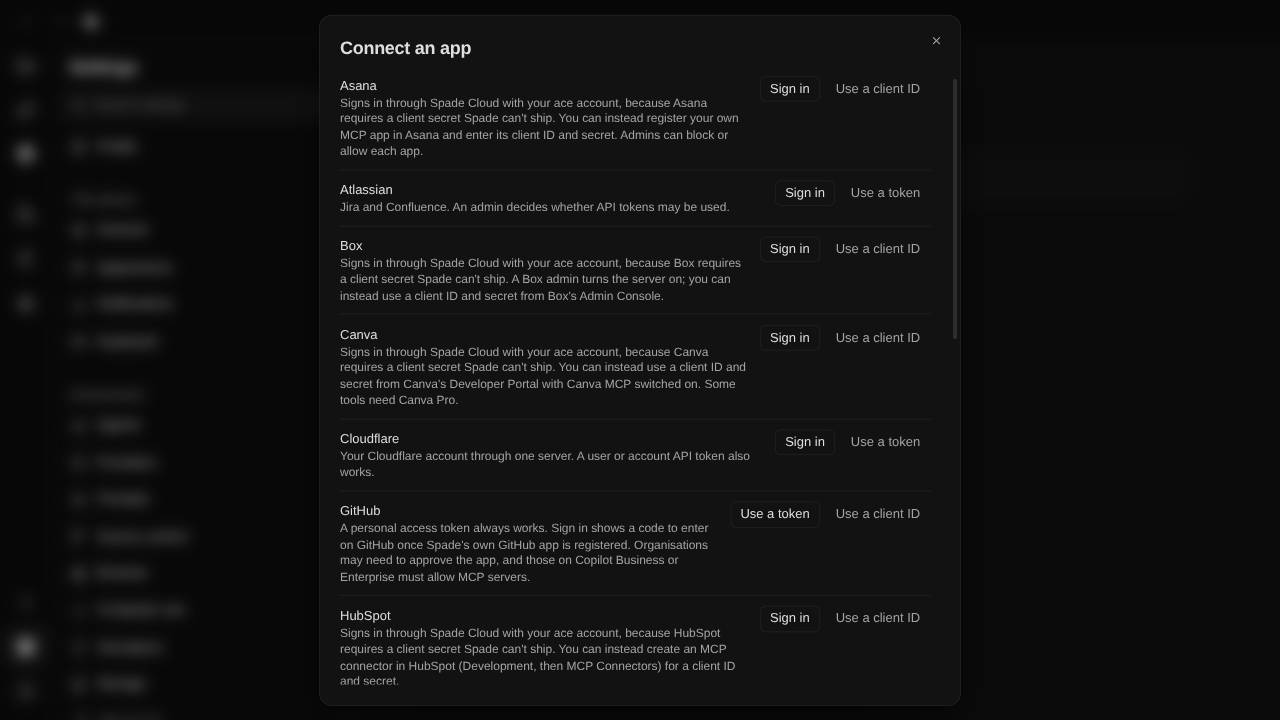 Connect an app
×
Asana
Sign in
Use a client ID
Signs in through Spade Cloud with your ace account, because Asana
requires a client secret Spade can't ship. You can instead register your own
MCP app in Asana and enter its client ID and secret. Admins can block or
allow each app.
Atlassian
Sign in
Use a token
Jira and Confluence. An admin decides whether API tokens may be used.
Box
Sign in
Use a client ID
Signs in through Spade Cloud with your ace account, because Box requires
a client secret Spade can't ship. A Box admin turns the server on; you can
instead use a client ID and secret from Box's Admin Console.
Canva
Sign in
Use a client ID
Signs in through Spade Cloud with your ace account, because Canva
requires a client secret Spade can't ship. You can instead use a client ID and
secret from Canva's Developer Portal with Canva MCP switched on. Some
tools need Canva Pro.
Cloudflare
Sign in
Use a token
Your Cloudflare account through one server. A user or account API token also
works.
GitHub
Use a token
Use a client ID
A personal access token always works. Sign in shows a code to enter
on GitHub once Spade's own GitHub app is registered. Organisations
may need to approve the app, and those on Copilot Business or
Enterprise must allow MCP servers.
HubSpot
Sign in
Use a client ID
Signs in through Spade Cloud with your ace account, because HubSpot
requires a client secret Spade can't ship. You can instead create an MCP
connector in HubSpot (Development, then MCP Connectors) for a client ID
and secret.
Settings